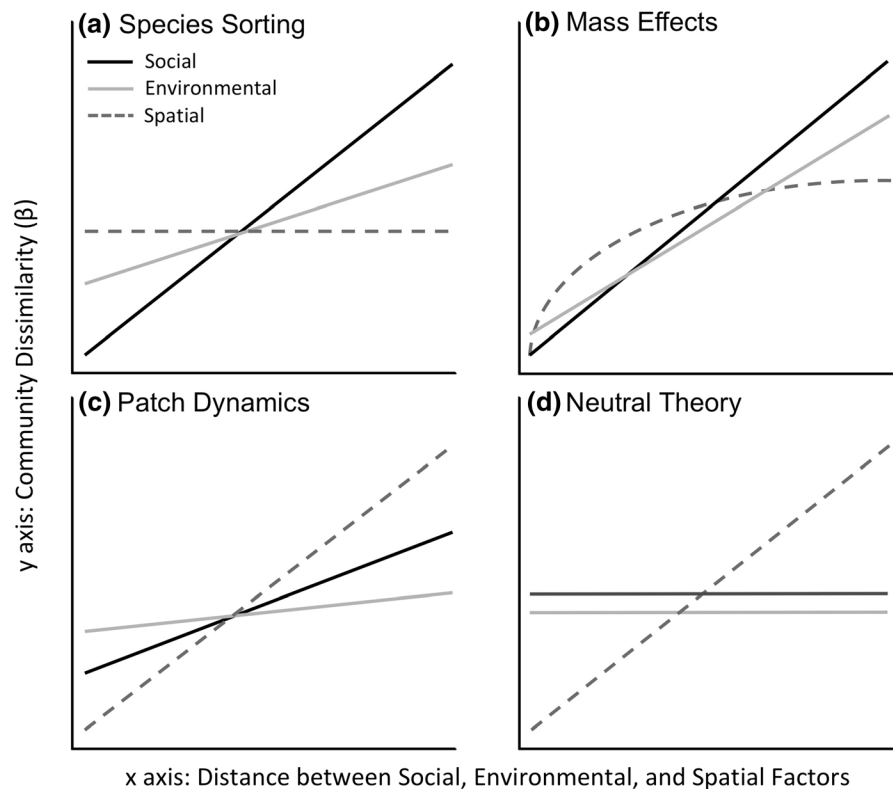 (a) Species Sorting
Social
Environmental
Spatial
(b) Mass Effects
(c) Patch Dynamics
(d) Neutral Theory
y axis: Community Dissimilarity (β)
x axis: Distance between Social, Environmental, and Spatial Factors